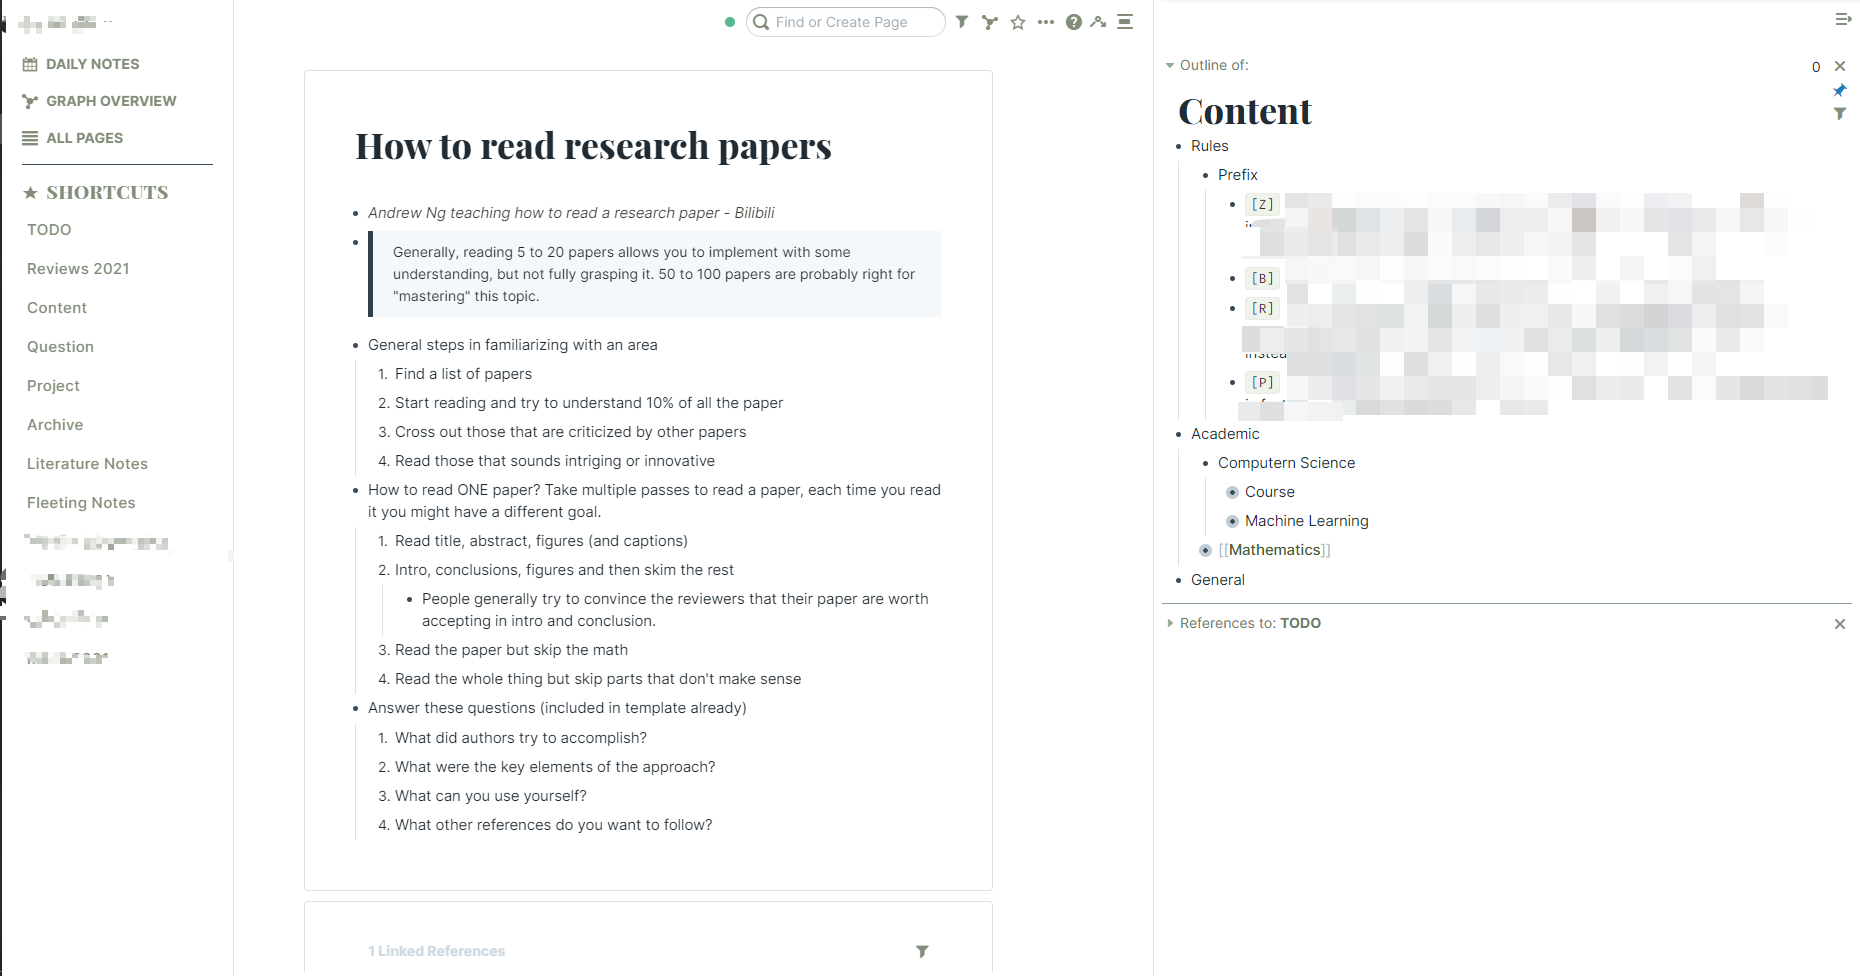 DAILY NOTES
GRAPH OVERVIEW
ALL PAGES
SHORTCUTS
TODO
Reviews 2021
Content
Question
Project
Archive
Literature Notes
Fleeting Notes
Find or Create Page
How to read research papers
Andrew Ng teaching how to read a research paper - Bilibili
Generally, reading 5 to 20 papers allows you to implement with some
understanding, but not fully grasping it. 50 to 100 papers are probably right for
"mastering" this topic.
General steps in familiarizing with an area
1. Find a list of papers
2. Start reading and try to understand 10% of all the paper
3. Cross out those that are criticized by other papers
4. Read those that sounds intriging or innovative
How to read ONE paper? Take multiple passes to read a paper, each time you read
it you might have a different goal.
1. Read title, abstract, figures (and captions)
2. Intro, conclusions, figures and then skim the rest
People generally try to convince the reviewers that their paper are worth
accepting in intro and conclusion.
3. Read the paper but skip the math
4. Read the whole thing but skip parts that don't make sense
Answer these questions (included in template already)
1. What did authors try to accomplish?
2. What were the key elements of the approach?
3. What can you use yourself?
4. What other references do you want to follow?
1 Linked References
Outline of:
0
Content
Rules
Prefix
[Z]
[B]
[R]
[P]
Academic
Computern Science
Course
Machine Learning
[[Mathematics]]
General
References to: TODO